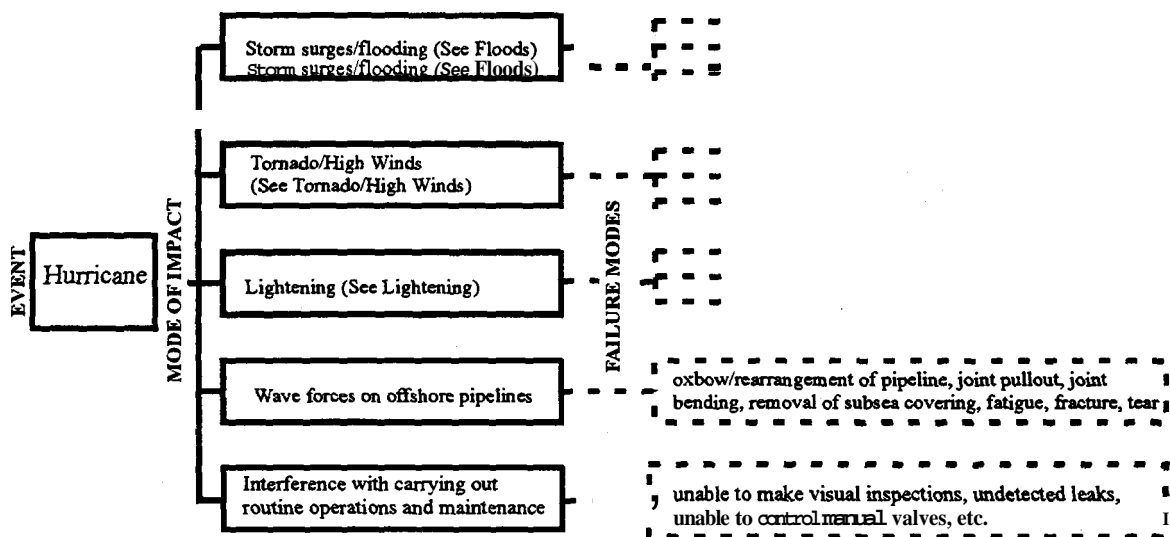 Storm surges/flooding (See Floods)
Storm surges/flooding (See Floods)
Tornado/High Winds
(See Tornado/High Winds)
EVENT
Hurricane
MODE OF IMPACT
Lightening (See Lightening)
FAILURE MODES
Wave forces on offshore pipelines
oxbow/rearrangement of pipeline, joint pullout, joint
bending, removal of subsea covering, fatigue, fracture, tear
Interference with carrying out
routine operations and maintenance
unable to make visual inspections, undetected leaks,
unable to control manual valves, etc.